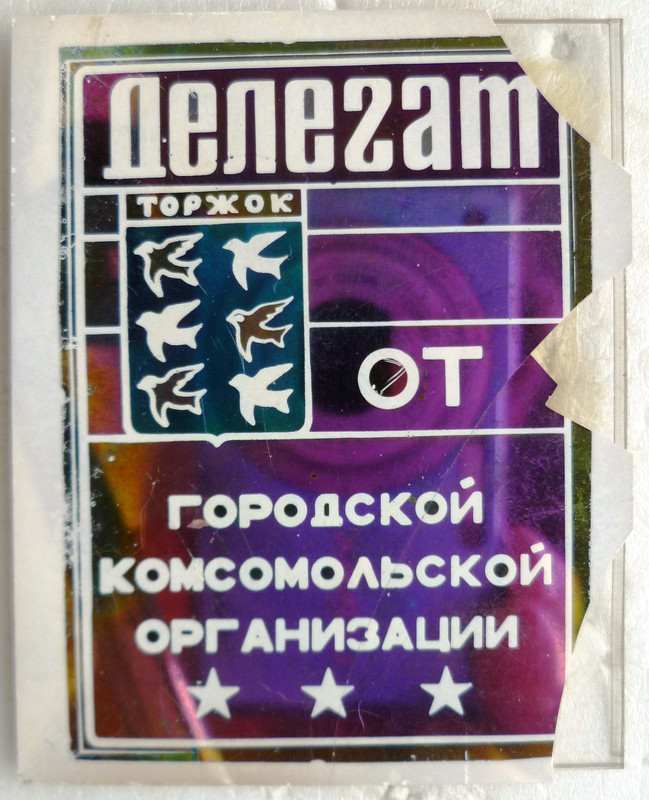 Делегат
ТОРЖОК
ОТ
ГОРОДСКОЙ
КОМСОМОЛЬСКОЙ
ОРГАНИЗАЦИИ